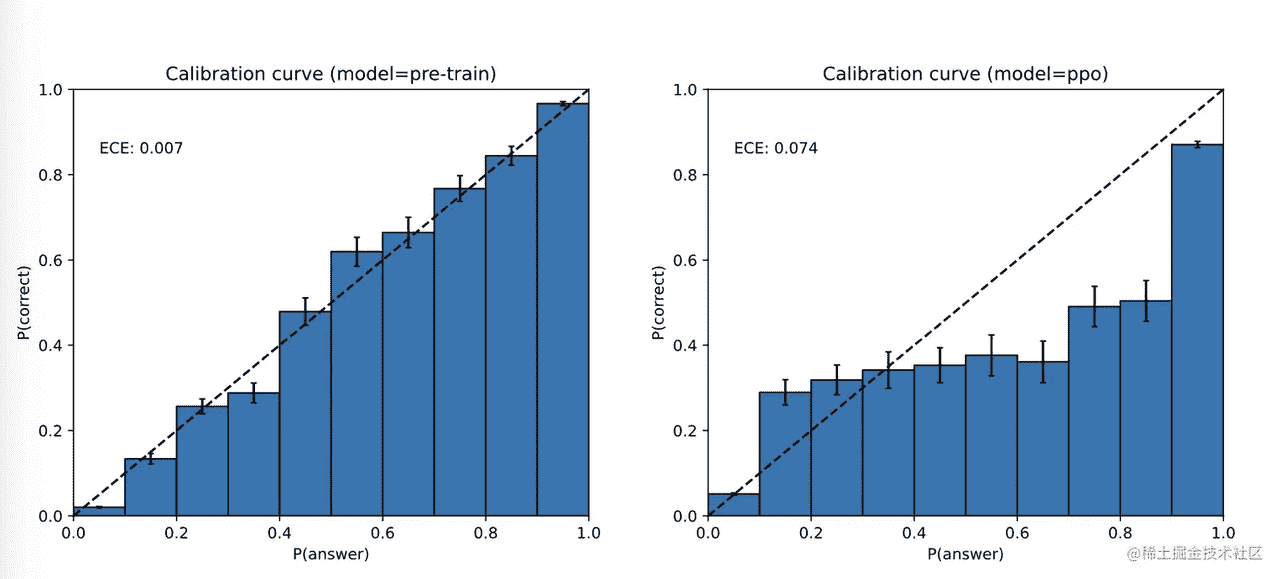 Calibration curve (model=pre-train)
1.0
0.8
0.6
0.4
0.2
0.0
P(correct)
ECE: 0.007
0.0 0.2 0.4 0.6 0.8 1.0
P(answer)
Calibration curve (model=ppo)
1.0
0.8
0.6
0.4
0.2
0.0
P(correct)
ECE: 0.074
0.0 0.2 0.4 0.6 0.8 1.0
P(answer)
@稀土掘金技术社区